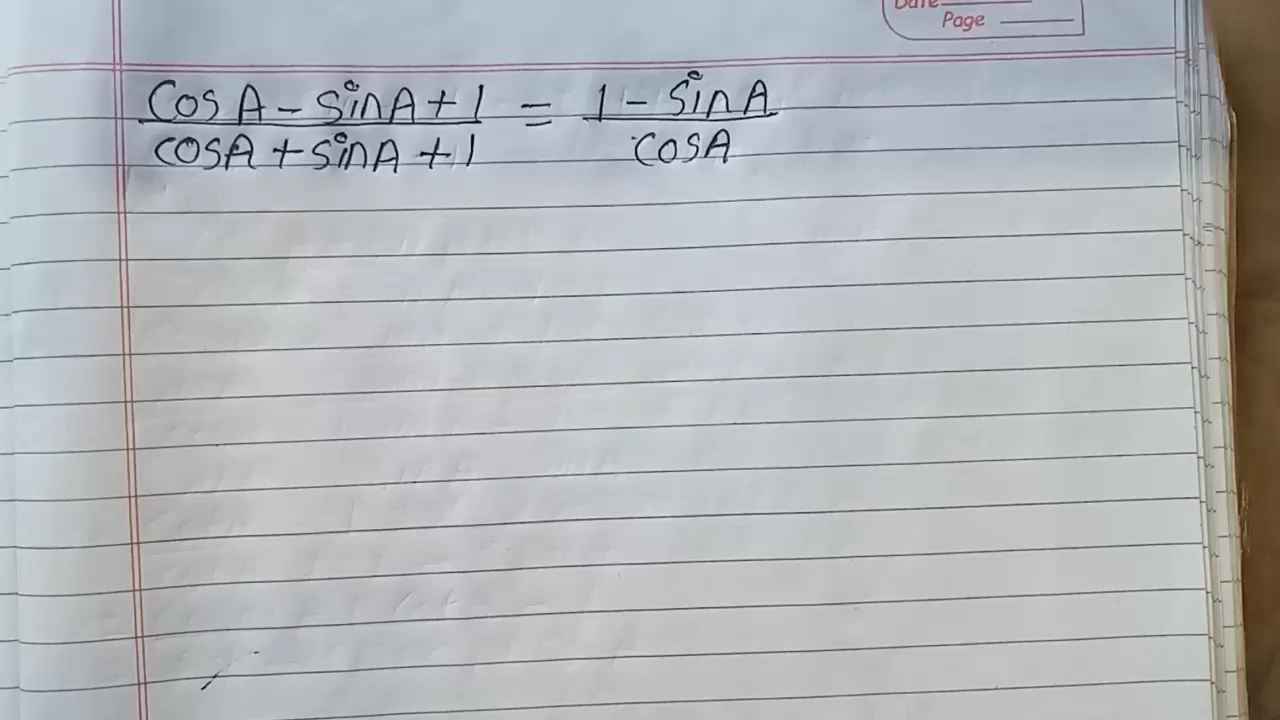 Date
Page
cosA - sinA + 1 = 1 - sinA
cosA + sinA + 1 cosA